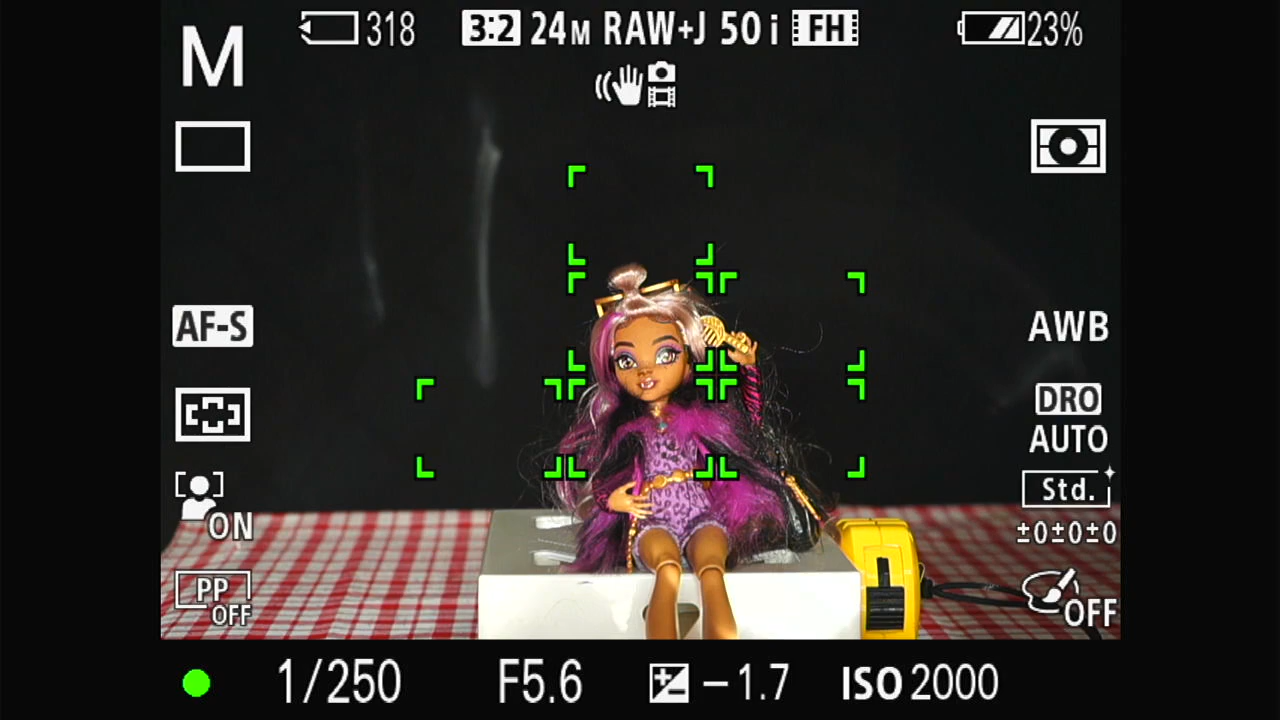 M 318 3:2 24M RAW+J 50 i FH 23%
AF-S
AWB
DRO
AUTO
Std.
ON
±0±0±0
PP
OFF
OFF
1/250 F5.6 -1.7 ISO 2000